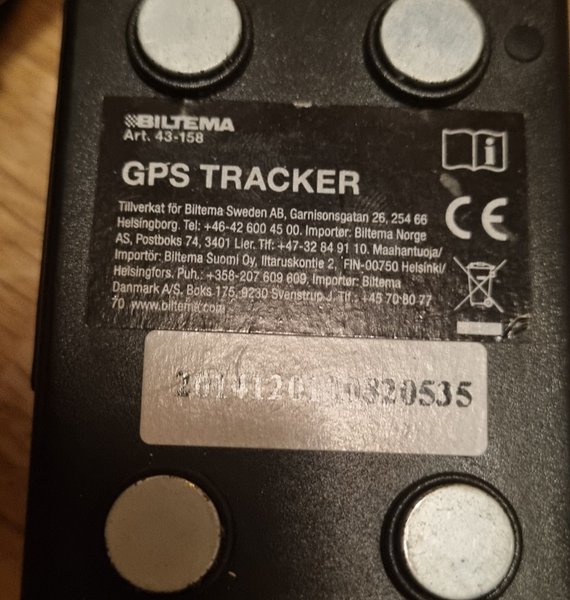 BILTEMA
Art. 43-158
GPS TRACKER
Tillverkat för Biltema Sweden AB, Garnisonsgatan 26, 254 66
Helsingborg. Tel: +46-42 600 45 00. Importør: Biltema Norge
AS, Postboks 74, 3401 Lier. Tlf: +47-32 84 91 10. Maahantuoja/
Importör: Biltema Suomi Oy, Iltaruskontie 2, FIN-00750 Helsinki/
Helsingfors. Puh.: +358-207 609 609. Importør: Biltema
Danmark A/S. Boks 175, 9230 Svenstrup J. Tlf.: +45 70 80 77
70 www.biltema.com
i
CE